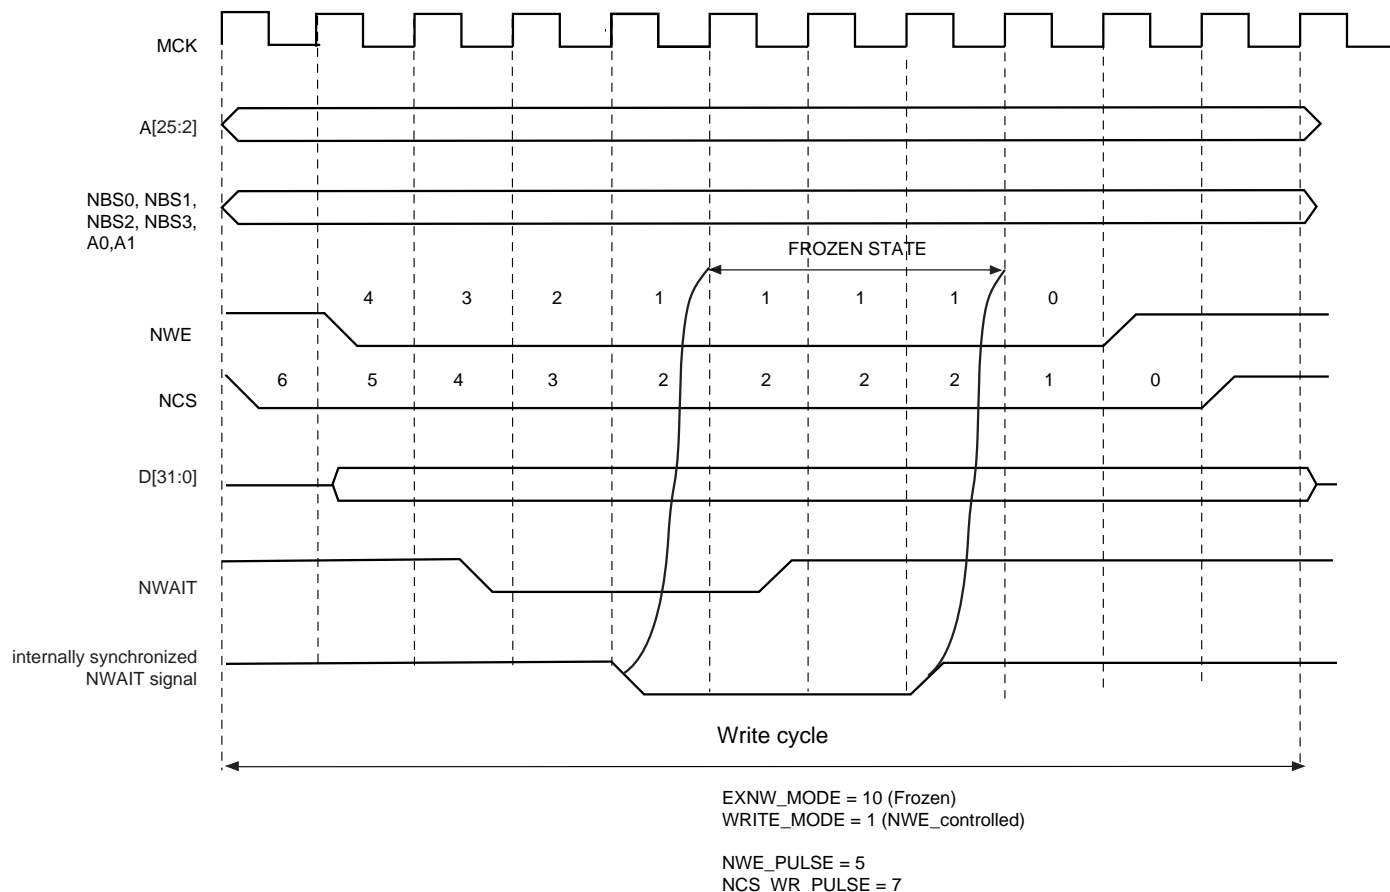 MCK
A[25:2]
NBS0, NBS1,
NBS2, NBS3,
A0,A1
FROZEN STATE
4 3 2 1 1 1 1 0
NWE
6 5 4 3 2 2 2 2 1 0
NCS
D[31:0]
NWAIT
internally synchronized
NWAIT signal
Write cycle
EXNW_MODE = 10 (Frozen)
WRITE_MODE = 1 (NWE_controlled)
NWE_PULSE = 5
NCS_WR_PULSE = 7